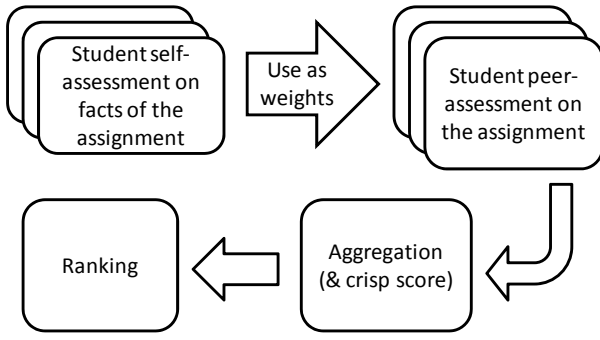 Student self-
assessment on
facts of the
assignment
Use as
weights
Student peer-
assessment on
the assignment
Ranking
Aggregation
(& crisp score)